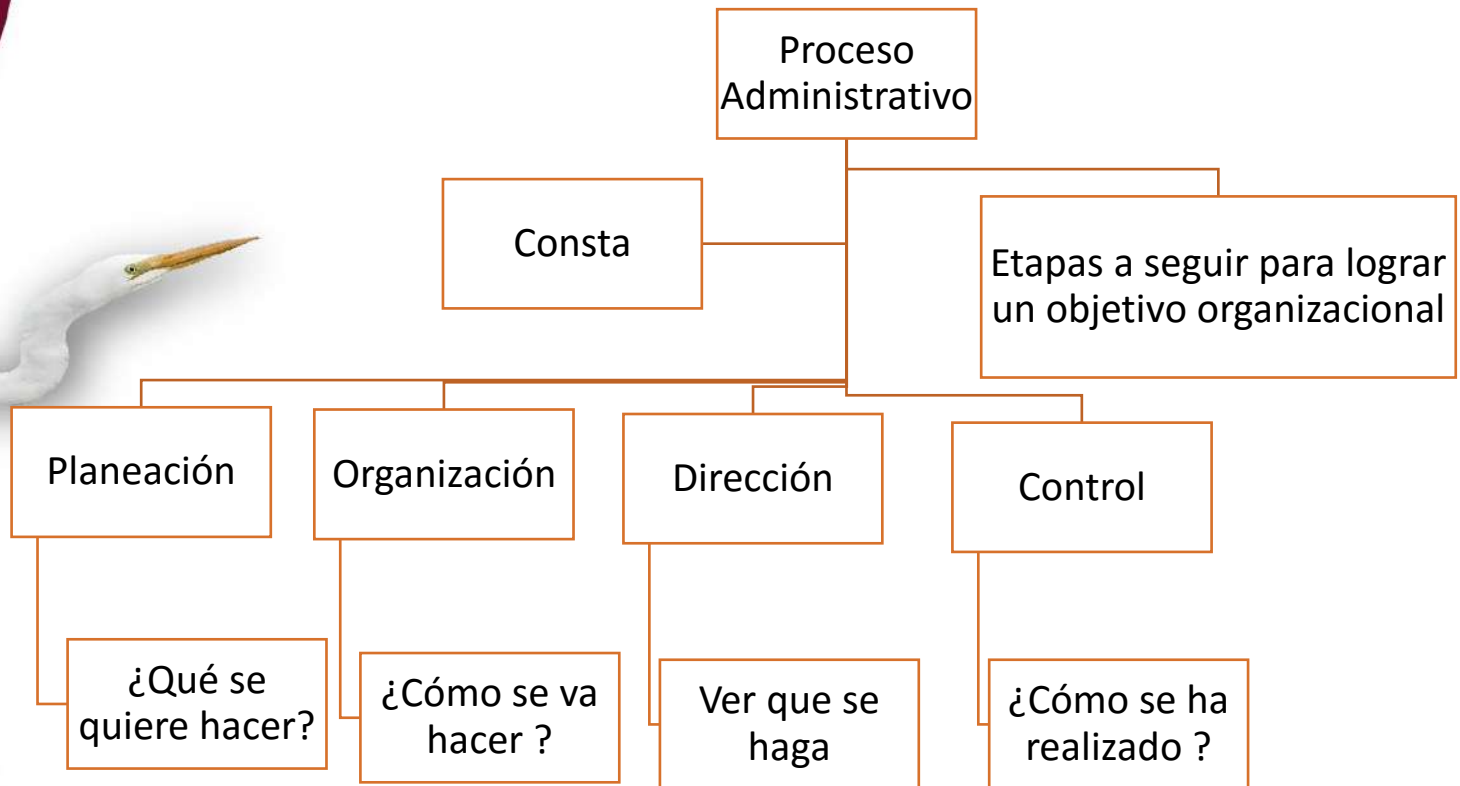 Proceso
Administrativo
Consta
Etapas a seguir para lograr
un objetivo organizacional
Planeación
Organización
Dirección
Control
¿Qué se
quiere hacer?
¿Cómo se va
hacer ?
Ver que se
haga
¿Cómo se ha
realizado ?